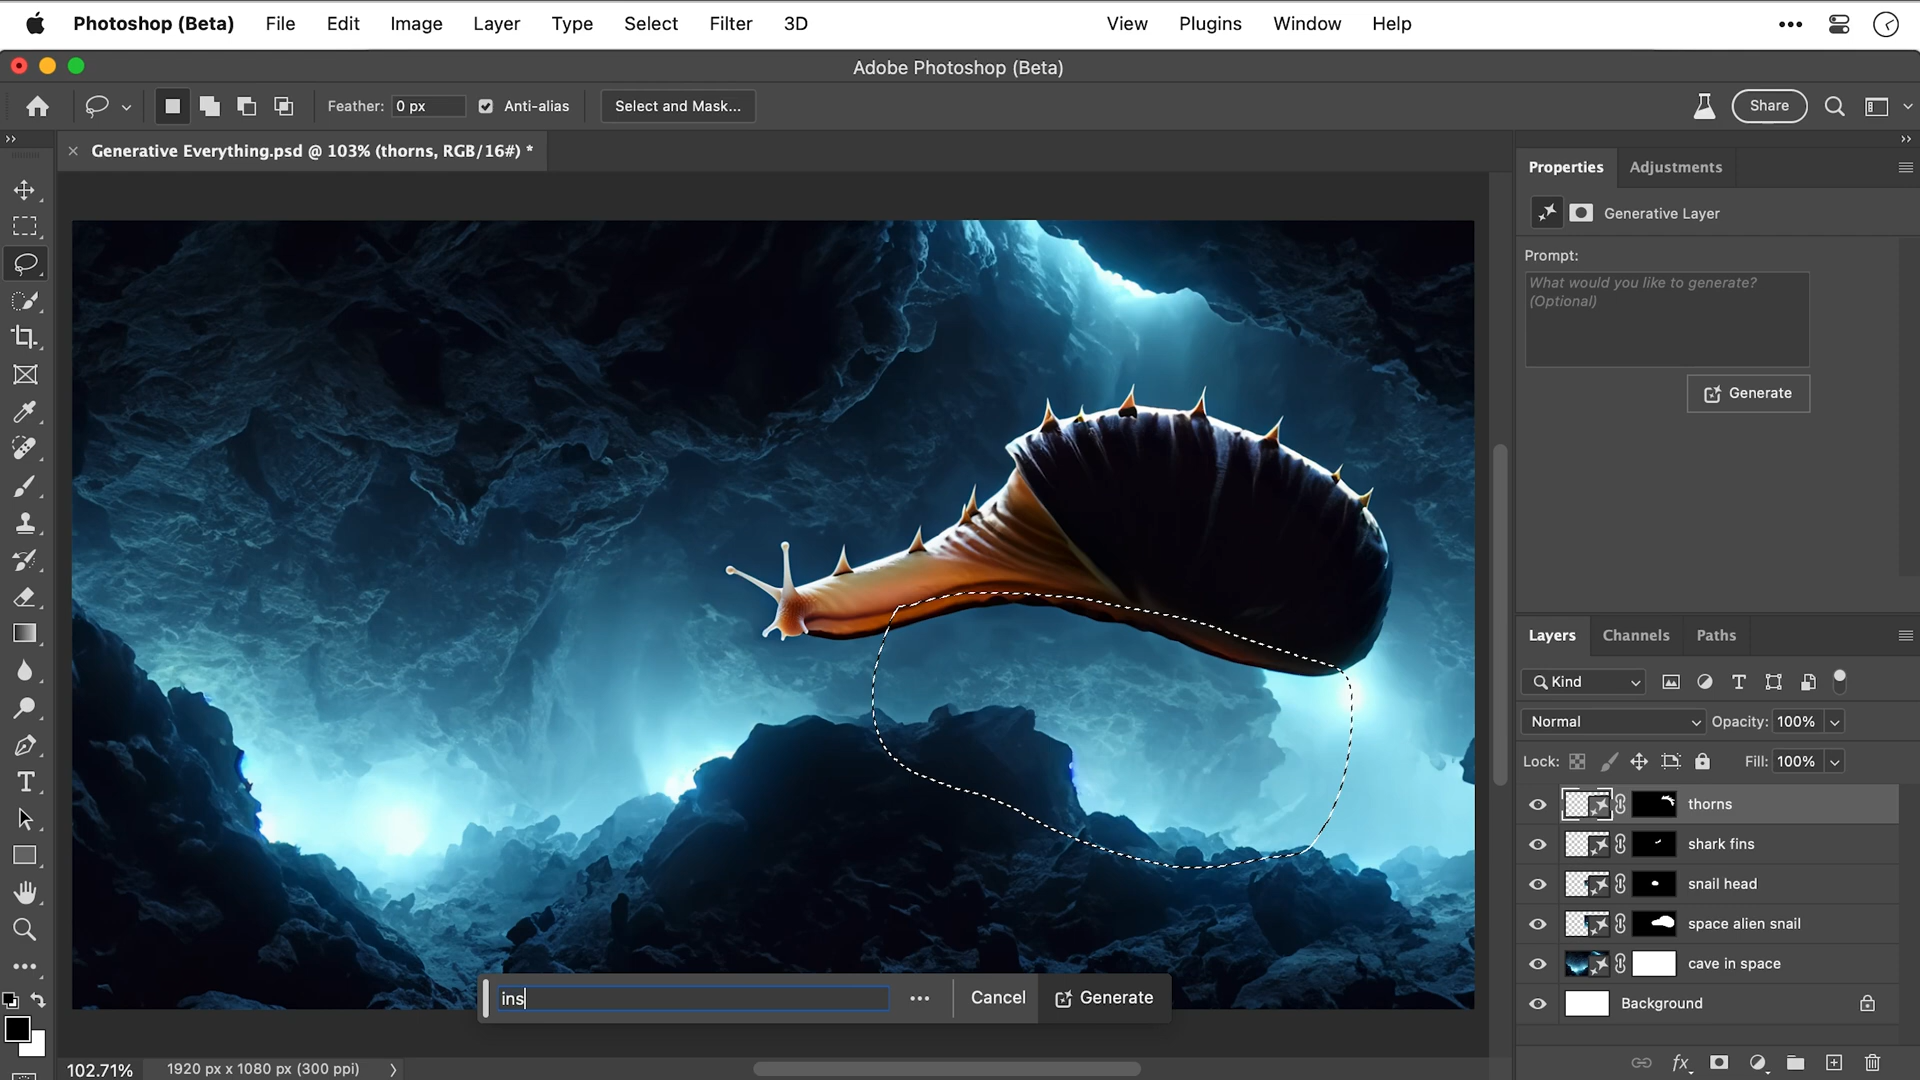 Photoshop (Beta) File Edit Image Layer Type Select Filter 3D View Plugins Window Help
Adobe Photoshop (Beta)
Feather: 0 px Anti-alias Select and Mask... Share
Generative Everything.psd @ 103% (thorns, RGB/16#) *
Properties Adjustments
Generative Layer
Prompt:
What would you like to generate?
(Optional)
Generate
Layers Channels Paths
Kind
Normal Opacity: 100%
Lock: Fill: 100%
thorns
shark fins
snail head
space alien snail
cave in space
Background
ins Cancel Generate
102.71% 1920 px x 1080 px (300 ppi)
fx